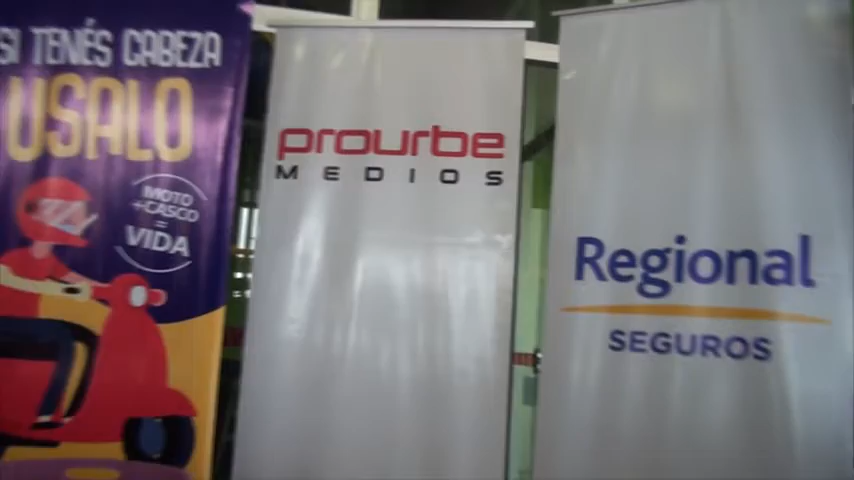 SI TENÉS CABEZA
USALO
MOTO
+CASCO
=
VIDA
prourbe
MEDIOS
Regional
SEGUROS